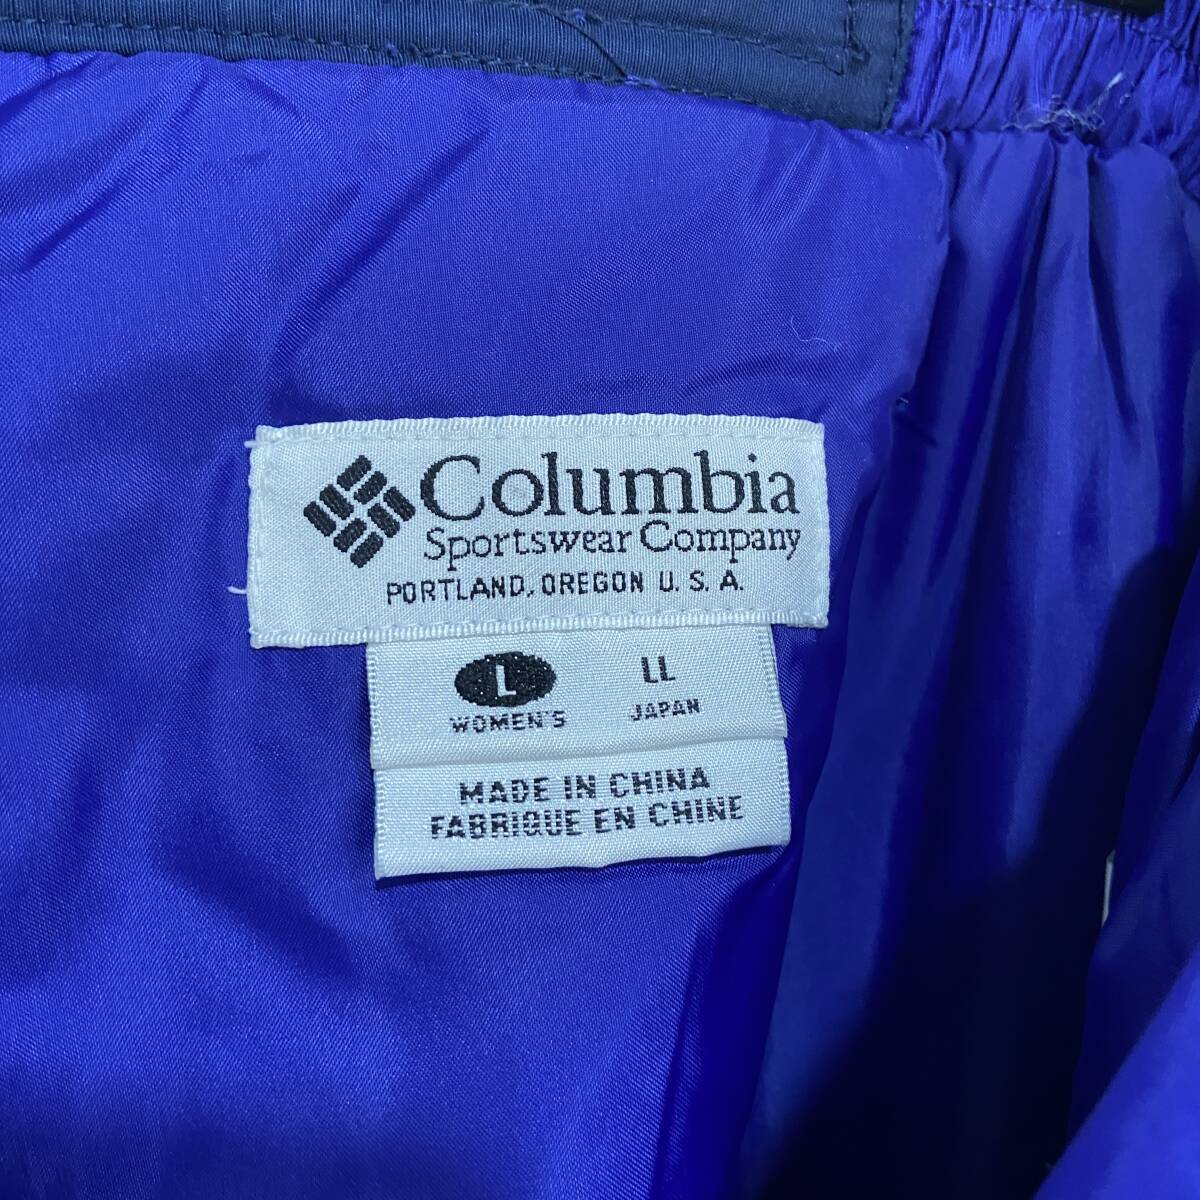 Columbia
Sportswear Company
PORTLAND, OREGON U.S.A.
L LL
WOMEN'S JAPAN
MADE IN CHINA
FABRIQUE EN CHINE